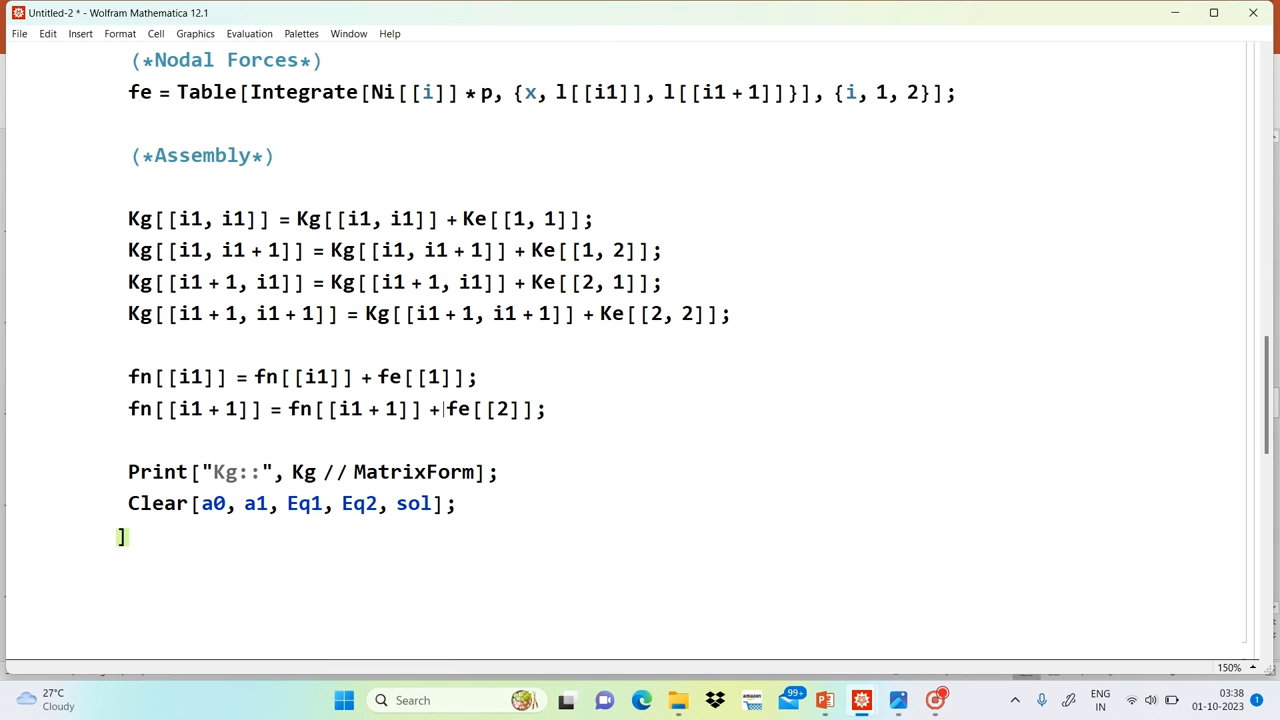 Untitled-2 * - Wolfram Mathematica 12.1
File Edit Insert Format Cell Graphics Evaluation Palettes Window Help
(*Nodal Forces*)
fe = Table[Integrate[Ni[[i]] * p, {x, l[[i1]], l[[i1 + 1]]}], {i, 1, 2}];
(*Assembly*)
Kg[[i1, i1]] = Kg[[i1, i1]] + Ke[[1, 1]];
Kg[[i1, i1 + 1]] = Kg[[i1, i1 + 1]] + Ke[[1, 2]];
Kg[[i1 + 1, i1]] = Kg[[i1 + 1, i1]] + Ke[[2, 1]];
Kg[[i1 + 1, i1 + 1]] = Kg[[i1 + 1, i1 + 1]] + Ke[[2, 2]];
fn[[i1]] = fn[[i1]] + fe[[1]];
fn[[i1 + 1]] = fn[[i1 + 1]] + fe[[2]];
Print["Kg::", Kg // MatrixForm];
Clear[a0, a1, Eq1, Eq2, sol];
]
150%
27°C
Cloudy
Search
amazon
99+
ENG
IN
03:38
01-10-2023
1